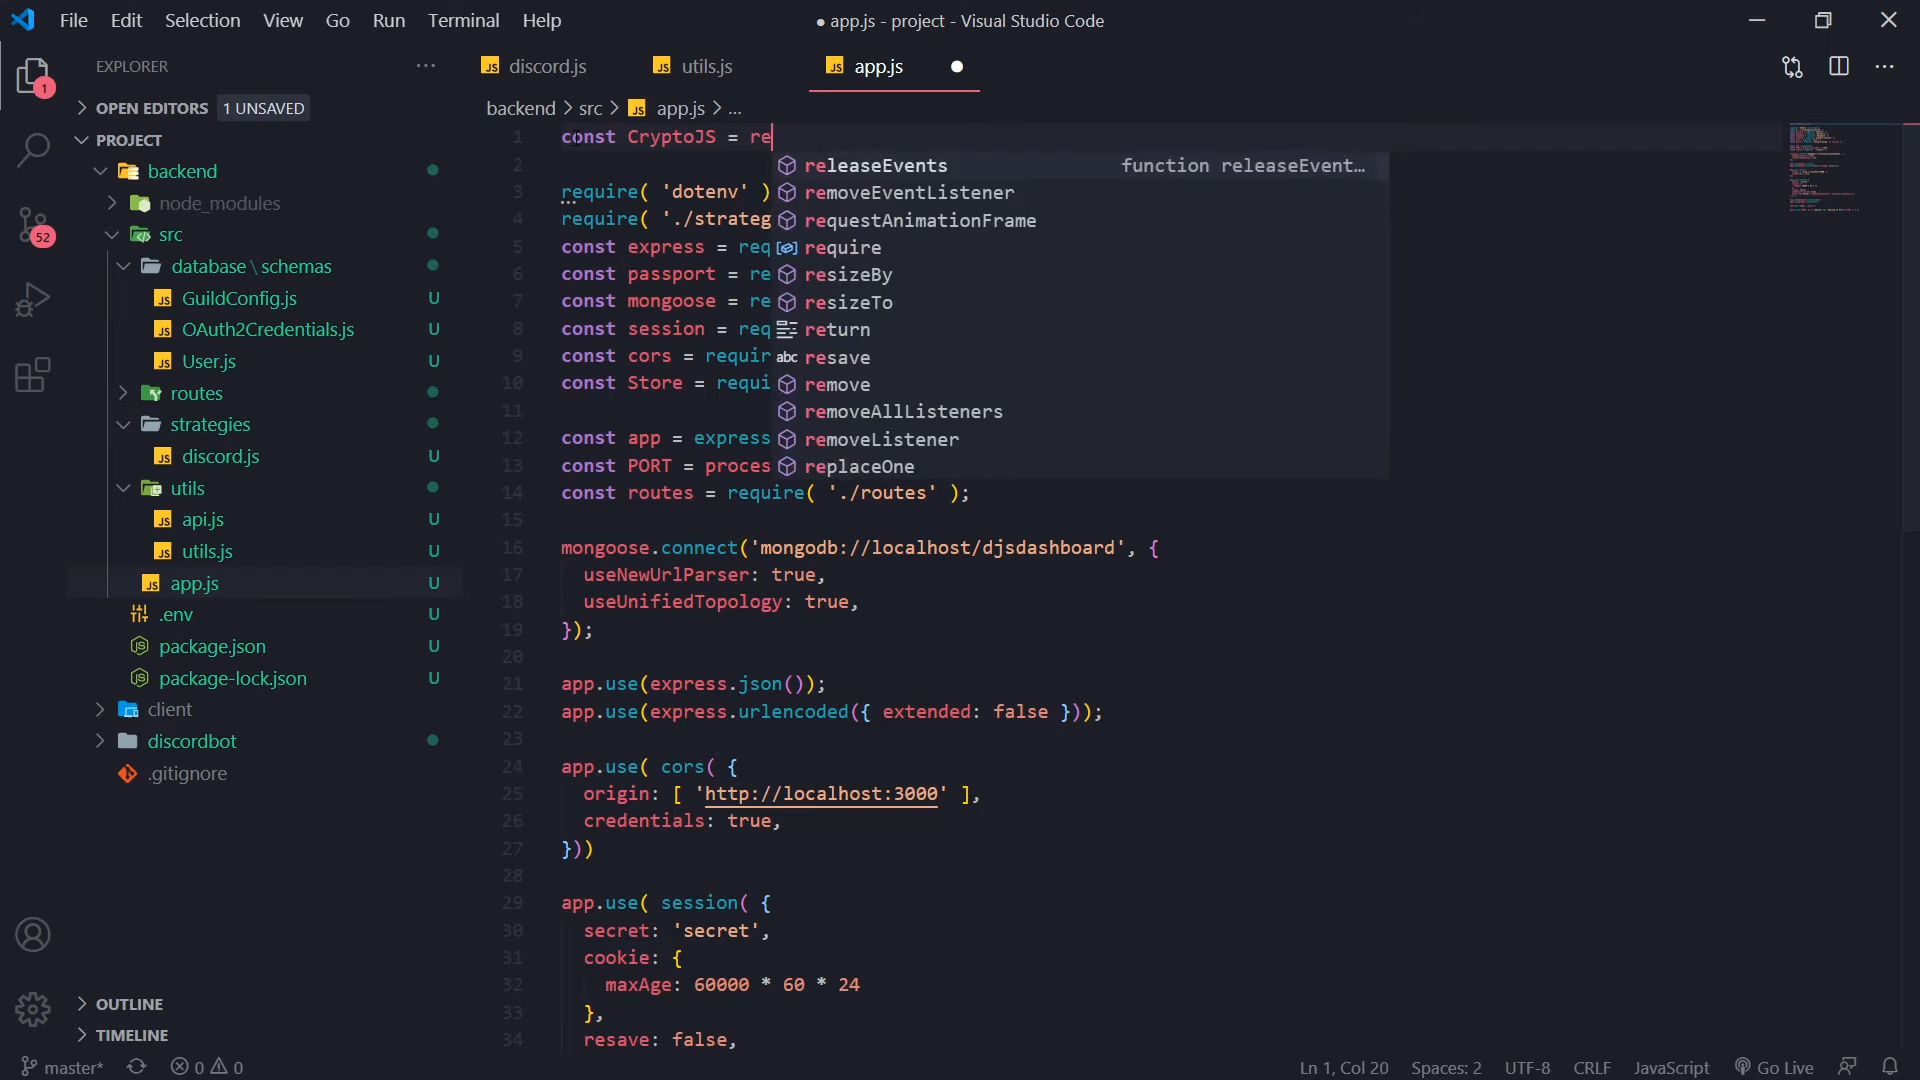 File Edit Selection View Go Run Terminal Help
● app.js - project - Visual Studio Code
EXPLORER
discord.js
utils.js
app.js
1
OPEN EDITORS 1 UNSAVED
PROJECT
backend
node_modules
src
database \ schemas
GuildConfig.js U
OAuth2Credentials.js U
User.js U
routes
strategies
discord.js U
utils
api.js U
utils.js U
app.js U
.env U
package.json U
package-lock.json U
client
discordbot
.gitignore
52
OUTLINE
TIMELINE
backend > src > app.js > ...
1 const CryptoJS = re
2
3 require( 'dotenv' )
4 require( './strateg
5 const express = req
6 const passport = re
7 const mongoose = re
8 const session = req
9 const cors = requir
10 const Store = requi
11
12 const app = express
13 const PORT = proces
14 const routes = require( './routes' );
15
16 mongoose.connect('mongodb://localhost/djsdashboard', {
17 useNewUrlParser: true,
18 useUnifiedTopology: true,
19 });
20
21 app.use(express.json());
22 app.use(express.urlencoded({ extended: false }));
23
24 app.use( cors( {
25 origin: [ 'http://localhost:3000' ],
26 credentials: true,
27 }))
28
29 app.use( session( {
30 secret: 'secret',
31 cookie: {
32 maxAge: 60000 * 60 * 24
33 },
34 resave: false,
releaseEvents function releaseEvent…
removeEventListener
requestAnimationFrame
require
resizeBy
resizeTo
return
abc resave
remove
removeAllListeners
removeListener
replaceOne
master* 0 0
Ln 1, Col 20 Spaces: 2 UTF-8 CRLF JavaScript Go Live